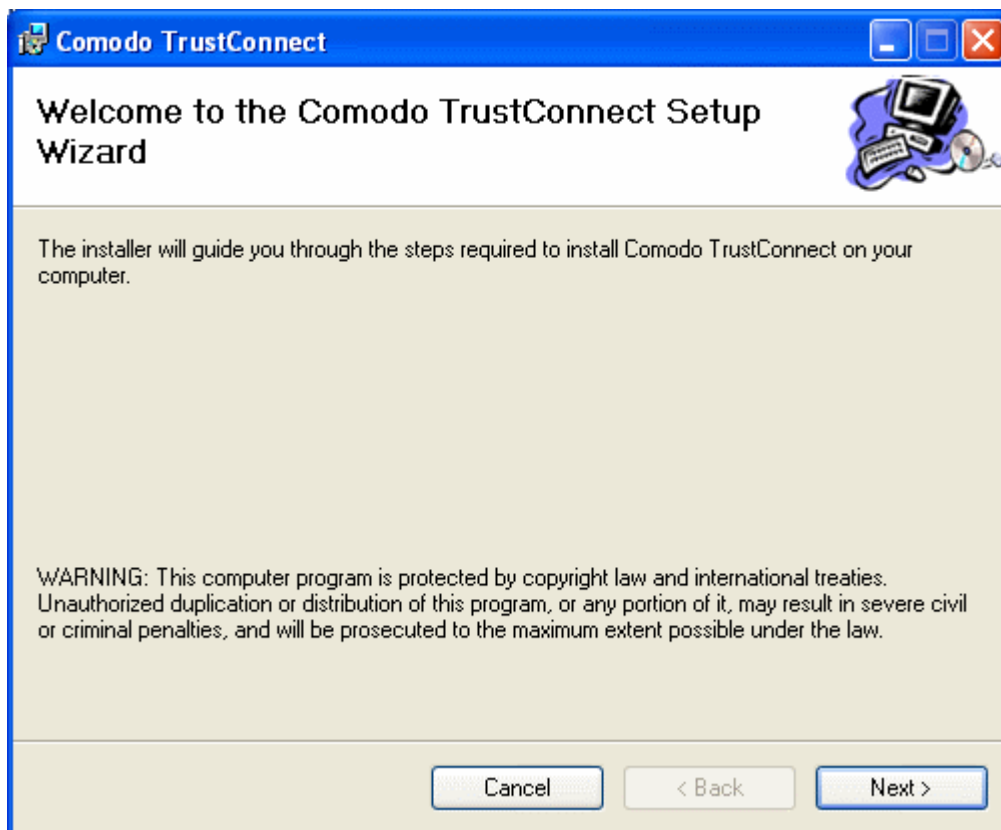 Comodo TrustConnect
Welcome to the Comodo TrustConnect Setup
Wizard
The installer will guide you through the steps required to install Comodo TrustConnect on your
computer.
WARNING: This computer program is protected by copyright law and international treaties.
Unauthorized duplication or distribution of this program, or any portion of it, may result in severe civil
or criminal penalties, and will be prosecuted to the maximum extent possible under the law.
Cancel
< Back
Next >